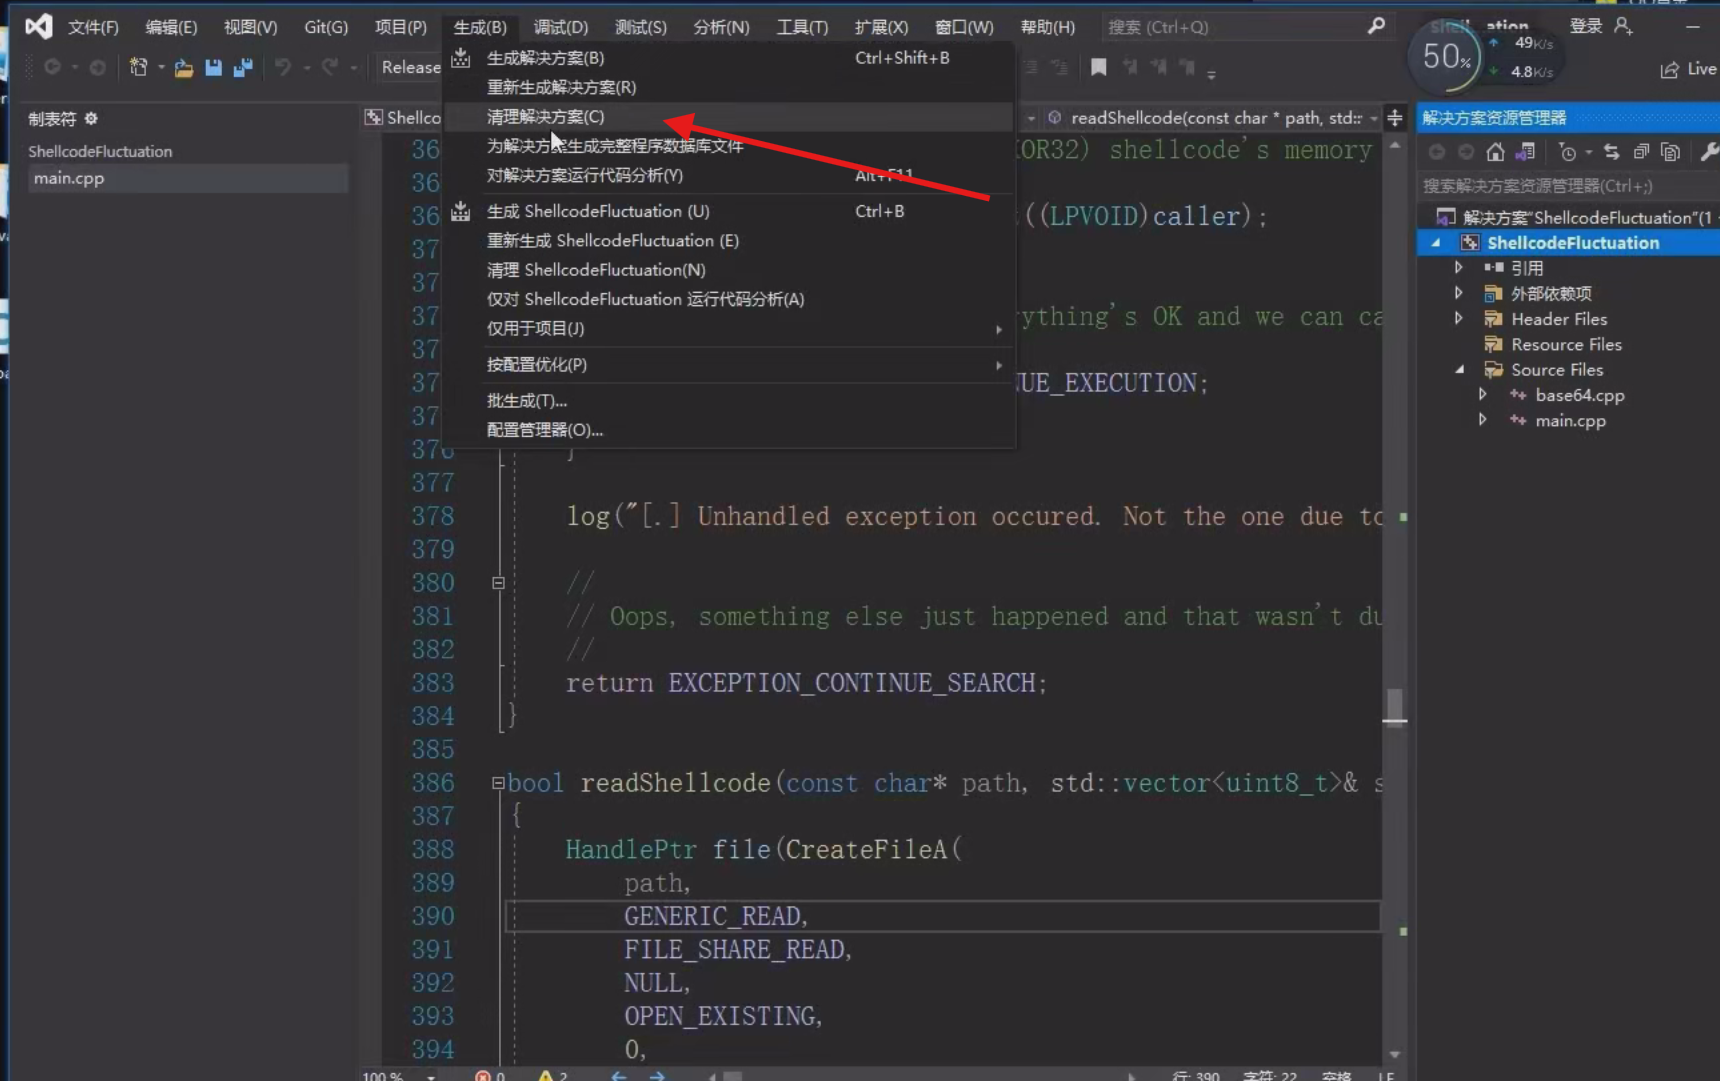 文件(F) 编辑(E) 视图(V) Git(G) 项目(P) 生成(B) 调试(D) 测试(S) 分析(N) 工具(T) 扩展(X) 窗口(W) 帮助(H) 搜索 (Ctrl+Q) 登录
50% 49K/s
4.8K/s
Release
Live
生成解决方案(B) Ctrl+Shift+B
重新生成解决方案(R)
清理解决方案(C)
为解决方案生成完整程序数据库文件
对解决方案运行代码分析(Y) Alt+F11
生成 ShellcodeFluctuation (U) Ctrl+B
重新生成 ShellcodeFluctuation (E)
清理 ShellcodeFluctuation(N)
仅对 ShellcodeFluctuation 运行代码分析(A)
仅用于项目(J)
按配置优化(P)
批生成(T)...
配置管理器(O)...
制表符
ShellcodeFluctuation
main.cpp
Shellco
readShellcode(const char * path, std::
36 OR32) shellcode's memory
36
36 ((LPVOID)caller);
37
37
37 ything's OK and we can ca
37
37 NUE_EXECUTION;
37
376 }
377
378 log("[.] Unhandled exception occured. Not the one due to
379
380 //
381 // Oops, something else just happened and that wasn't du
382 //
383 return EXCEPTION_CONTINUE_SEARCH;
384 }
385
386 bool readShellcode(const char* path, std::vector<uint8_t>& s
387 {
388 HandlePtr file(CreateFileA(
389 path,
390 GENERIC_READ,
391 FILE_SHARE_READ,
392 NULL,
393 OPEN_EXISTING,
394 0,
100 % 0 2 行: 390 字符: 22 空格 LF
解决方案资源管理器
搜索解决方案资源管理器(Ctrl+;)
解决方案"ShellcodeFluctuation"(1
ShellcodeFluctuation
引用
外部依赖项
Header Files
Resource Files
Source Files
base64.cpp
main.cpp